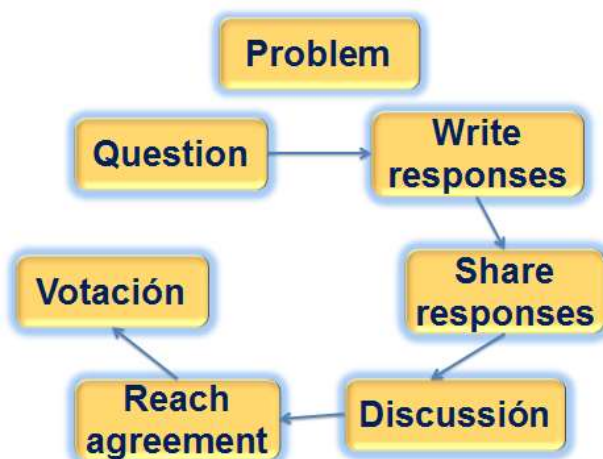 Problem
Question
Write
responses
Share
responses
Discussión
Reach
agreement
Votación